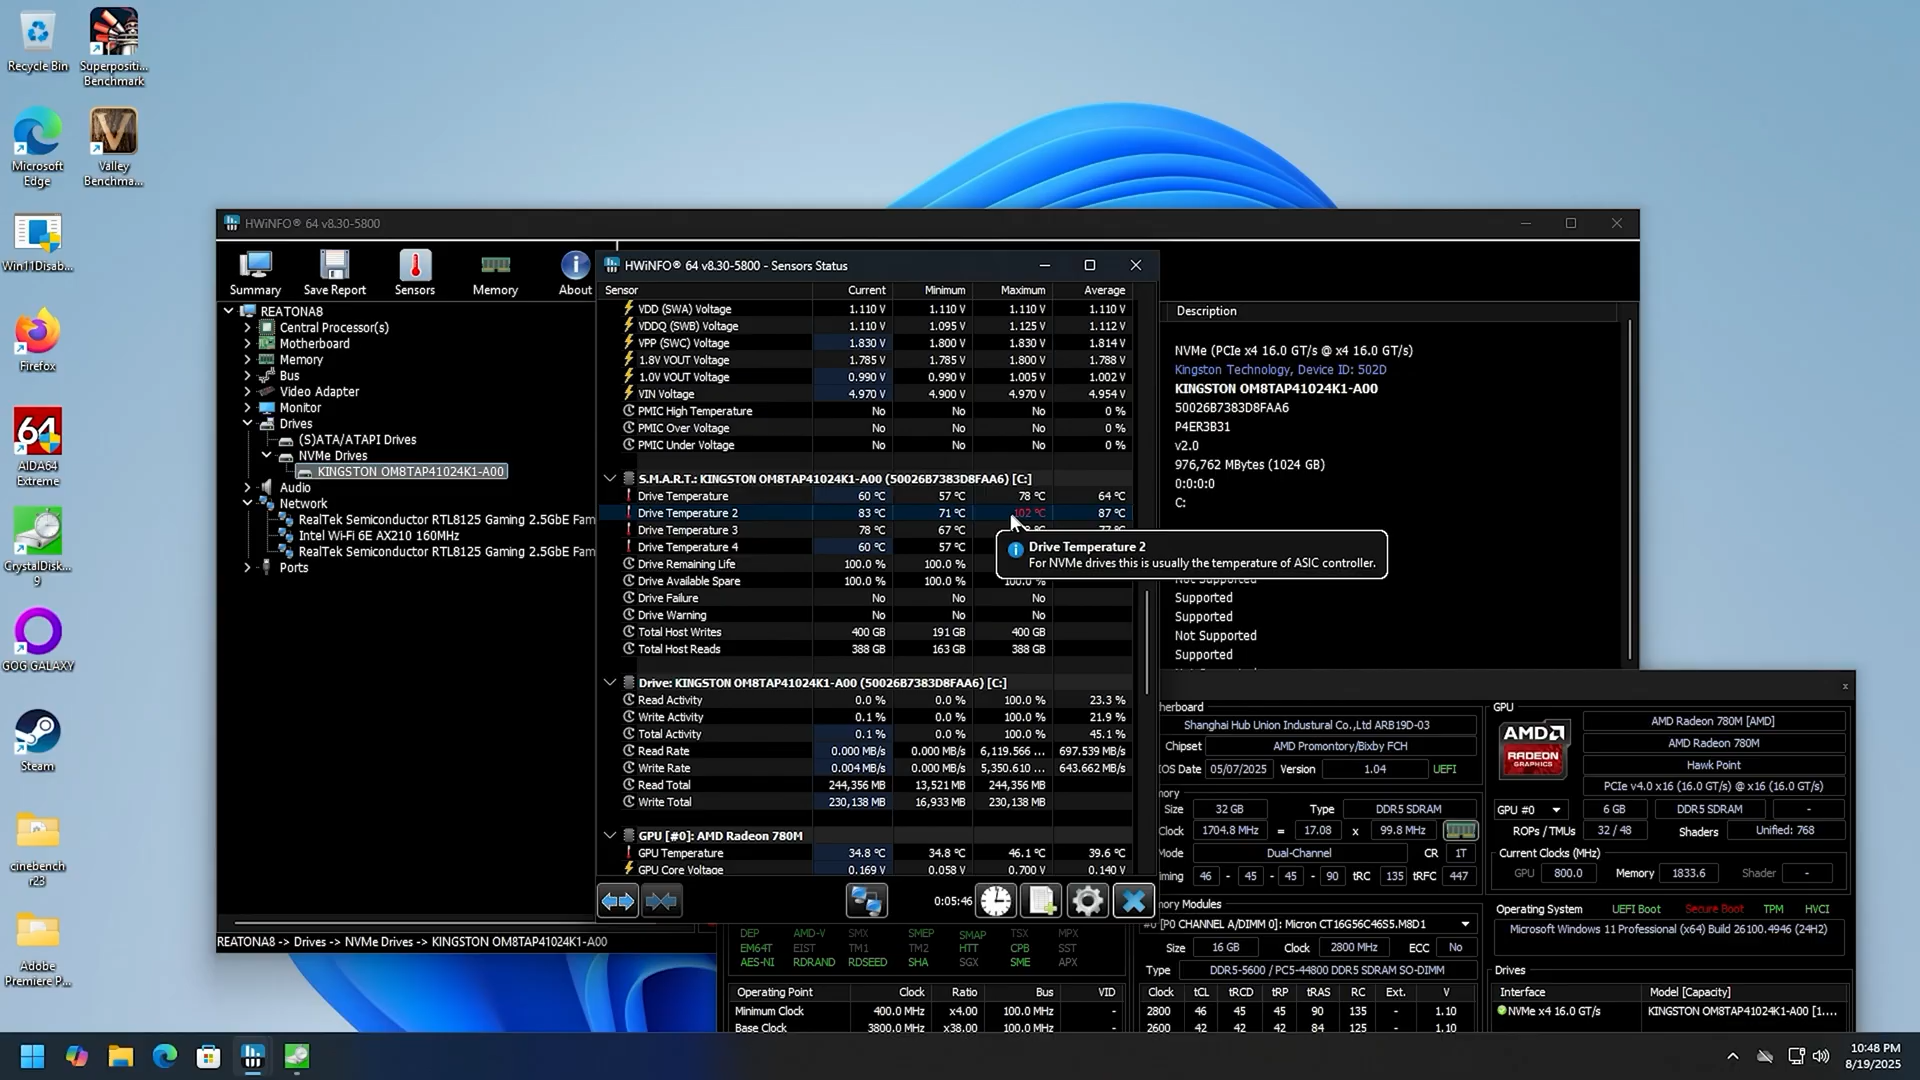 Recycle Bin
Superpositi... Benchmark
Microsoft Edge
Valley Benchma...
Win11Disab...
Firefox
64
AIDA64 Extreme
CrystalDisk... 9
GOG GALAXY
Steam
cinebench r23
Adobe Premiere P...
HWiNFO® 64 v8.30-5800
Summary
Save Report
Sensors
Memory
About
REATONA8
Central Processor(s)
Motherboard
Memory
Bus
Video Adapter
Monitor
Drives
(S)ATA/ATAPI Drives
NVMe Drives
KINGSTON OM8TAP41024K1-A00
Audio
Network
RealTek Semiconductor RTL8125 Gaming 2.5GbE Fam
Intel Wi-Fi 6E AX210 160MHz
RealTek Semiconductor RTL8125 Gaming 2.5GbE Fam
Ports
REATONA8 -> Drives -> NVMe Drives -> KINGSTON OM8TAP41024K1-A00
HWiNFO® 64 v8.30-5800 - Sensors Status
Sensor Current Minimum Maximum Average
VDD (SWA) Voltage 1.110 V 1.110 V 1.110 V 1.110 V
VDDQ (SWB) Voltage 1.110 V 1.095 V 1.125 V 1.112 V
VPP (SWC) Voltage 1.830 V 1.800 V 1.830 V 1.814 V
1.8V VOUT Voltage 1.785 V 1.785 V 1.800 V 1.788 V
1.0V VOUT Voltage 0.990 V 0.990 V 1.005 V 1.002 V
VIN Voltage 4.970 V 4.900 V 4.970 V 4.954 V
PMIC High Temperature No No No 0 %
PMIC Over Voltage No No No 0 %
PMIC Under Voltage No No No 0 %
S.M.A.R.T.: KINGSTON OM8TAP41024K1-A00 (50026B7383D8FAA6) [C:]
Drive Temperature 60 °C 57 °C 78 °C 64 °C
Drive Temperature 2 83 °C 71 °C 102 °C 87 °C
Drive Temperature 3 78 °C 67 °C
Drive Temperature 4 60 °C 57 °C
Drive Remaining Life 100.0 % 100.0 %
Drive Available Spare 100.0 % 100.0 % 100.0 %
Drive Failure No No No
Drive Warning No No No
Total Host Writes 400 GB 191 GB 400 GB
Total Host Reads 388 GB 163 GB 388 GB
Drive Temperature 2
For NVMe drives this is usually the temperature of ASIC controller.
Drive: KINGSTON OM8TAP41024K1-A00 (50026B7383D8FAA6) [C:]
Read Activity 0.0 % 0.0 % 100.0 % 23.3 %
Write Activity 0.1 % 0.0 % 100.0 % 21.9 %
Total Activity 0.1 % 0.0 % 100.0 % 45.1 %
Read Rate 0.000 MB/s 0.000 MB/s 6,119.566 ... 697.539 MB/s
Write Rate 0.004 MB/s 0.000 MB/s 5,350.610 ... 643.662 MB/s
Read Total 244,356 MB 13,521 MB 244,356 MB
Write Total 230,138 MB 16,933 MB 230,138 MB
GPU [#0]: AMD Radeon 780M
GPU Temperature 34.8 °C 34.8 °C 46.1 °C 39.6 °C
GPU Core Voltage 0.169 V 0.058 V 0.700 V 0.140 V
0:05:46
Description
NVMe (PCIe x4 16.0 GT/s @ x4 16.0 GT/s)
Kingston Technology, Device ID: 502D
KINGSTON OM8TAP41024K1-A00
50026B7383D8FAA6
P4ER3B31
v2.0
976,762 MBytes (1024 GB)
0:0:0:0
C:
Not Supported
Supported
Supported
Not Supported
Supported
herboard
Shanghai Hub Union Industural Co.,Ltd ARB19D-03
Chipset AMD Promontory/Bixby FCH
IOS Date 05/07/2025 Version 1.04 UEFI
ory
Size 32 GB Type DDR5 SDRAM
Clock 1704.8 MHz = 17.08 x 99.8 MHz
Mode Dual-Channel CR 1T
ming 46 - 45 - 45 - 90 tRC 135 tRFC 447
ory Modules
[P0 CHANNEL A/DIMM 0]: Micron CT16G56C46S5.M8D1
Size 16 GB Clock 2800 MHz ECC No
Type DDR5-5600 / PC5-44800 DDR5 SDRAM SO-DIMM
Clock tCL tRCD tRP tRAS RC Ext. V
2800 46 45 45 90 135 - 1.10
2600 42 42 42 84 125 - 1.10
GPU
AMD RADEON GRAPHICS
AMD Radeon 780M [AMD]
AMD Radeon 780M
Hawk Point
PCIe v4.0 x16 (16.0 GT/s) @ x16 (16.0 GT/s)
GPU #0 6 GB DDR5 SDRAM -
ROPs / TMUs 32 / 48 Shaders Unified: 768
Current Clocks (MHz)
GPU 800.0 Memory 1833.6 Shader -
Operating System UEFI Boot Secure Boot TPM HVCI
Microsoft Windows 11 Professional (x64) Build 26100.4946 (24H2)
Drives
Interface Model [Capacity]
NVMe x4 16.0 GT/s KINGSTON OM8TAP41024K1-A00 [1....
DEP AMD-V SMX SMEP SMAP TSX MPX
EM64T EIST TM1 TM2 HTT CPB SST
AES-NI RDRAND RDSEED SHA SGX SME APX
Operating Point Clock Ratio Bus VID
Minimum Clock 400.0 MHz x4.00 100.0 MHz -
Base Clock 3800.0 MHz x38.00 100.0 MHz -
10:48 PM
8/19/2025